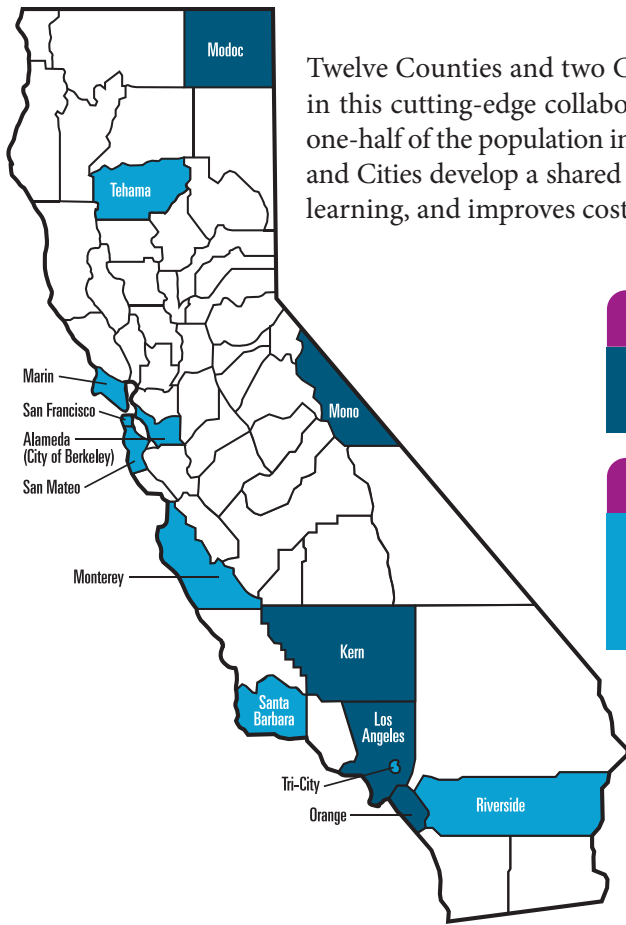 Modoc
Twelve Counties and two C
in this cutting-edge collabo
one-half of the population in
and Cities develop a shared
learning, and improves cost
Tehama
Marin
San Francisco
Alameda
(City of Berkeley)
San Mateo
Mono
Monterey
Kern
Santa
Barbara
Los
Angeles
Tri-City
Orange
Riverside